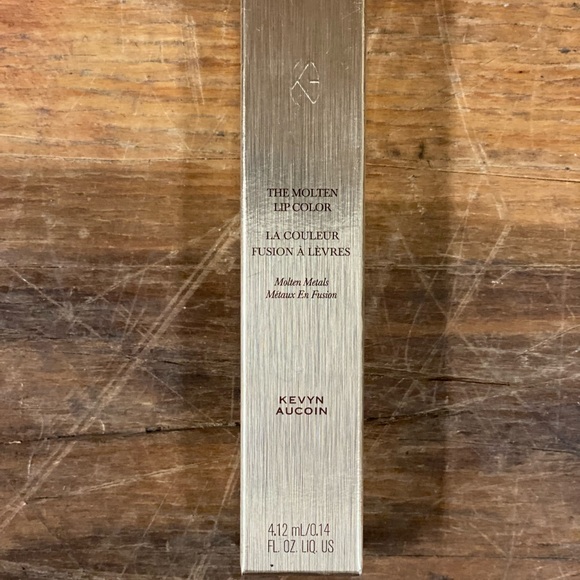 THE MOLTEN
LIP COLOR
LA COULEUR
FUSION À LÈVRES
Molten Metals
Métaux En Fusion
KEVYN
AUCOIN
4.12 mL/0.14
FL. OZ. LIQ. US